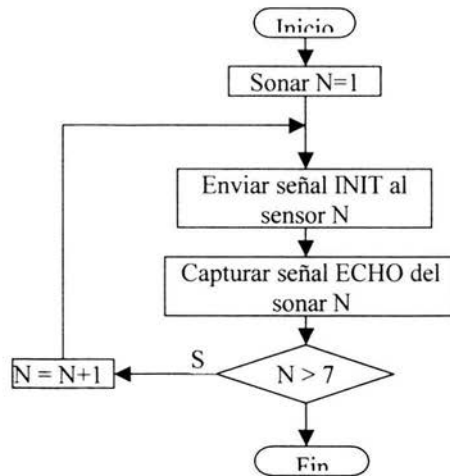 Inicio
Sonar N=1
Enviar señal INIT al
sensor N
Capturar señal ECHO del
sonar N
S
N = N+1
N > 7
Fin